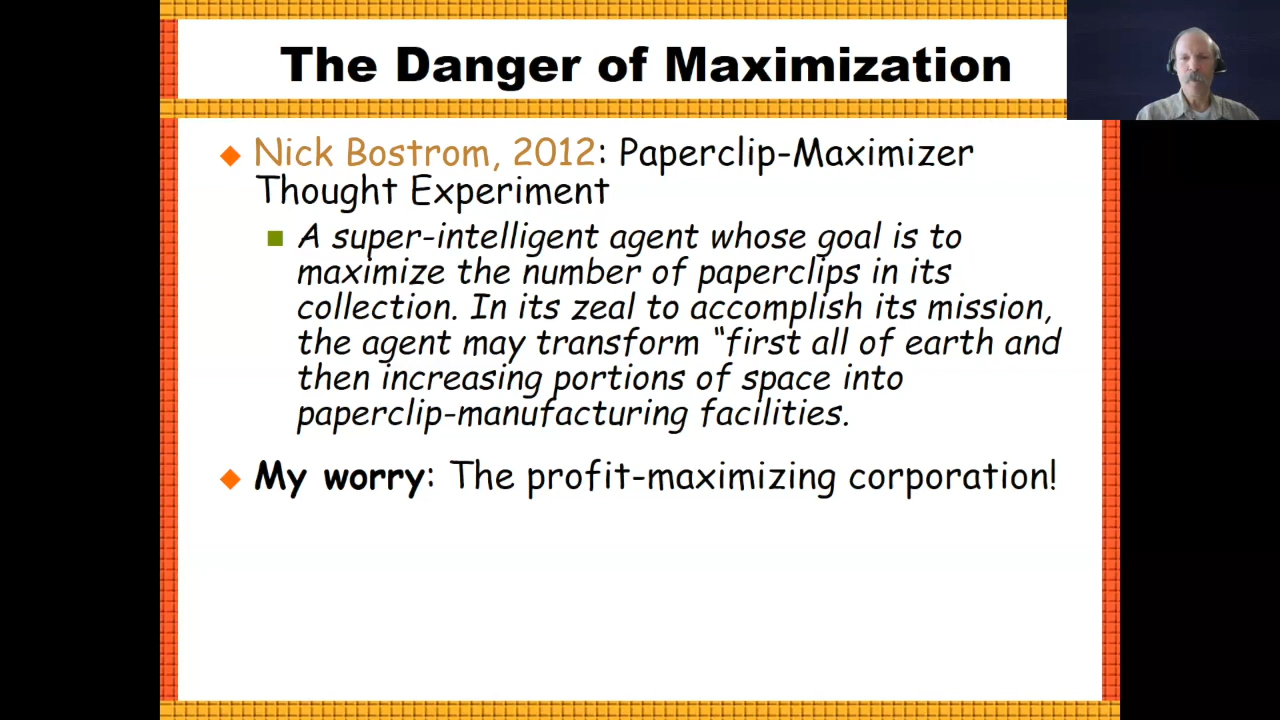 The Danger of Maximization
◆ Nick Bostrom, 2012: Paperclip-Maximizer
Thought Experiment
■ A super-intelligent agent whose goal is to
maximize the number of paperclips in its
collection. In its zeal to accomplish its mission,
the agent may transform “first all of earth and
then increasing portions of space into
paperclip-manufacturing facilities.
◆ My worry: The profit-maximizing corporation!